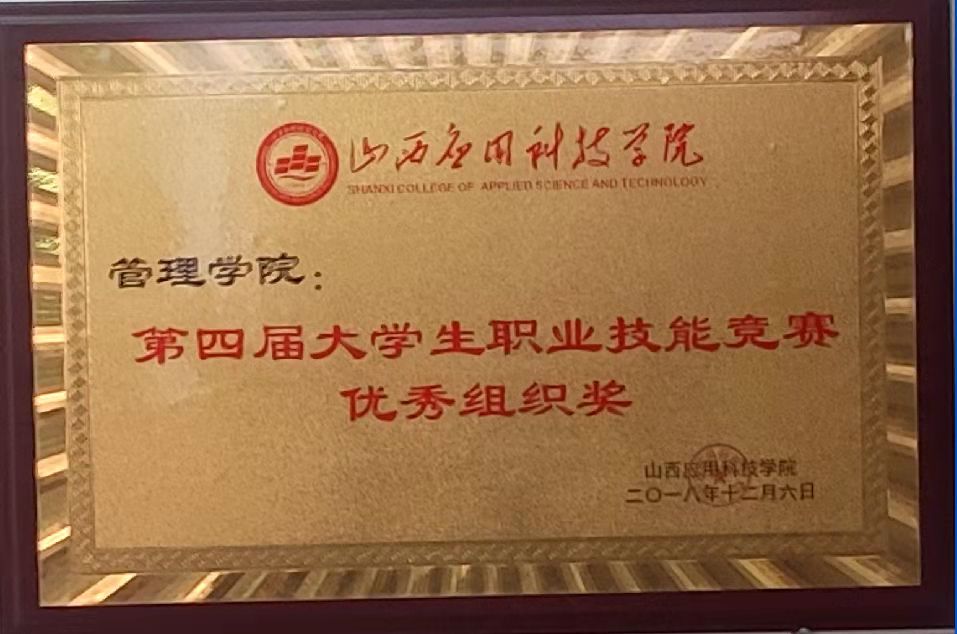 山西应用科技学院
SHANXI COLLEGE OF APPLIED SCIENCE AND TECHNOLOGY
管理学院：
第四届大学生职业技能竞赛
优秀组织奖
山西应用科技学院
二〇一八年十二月六日